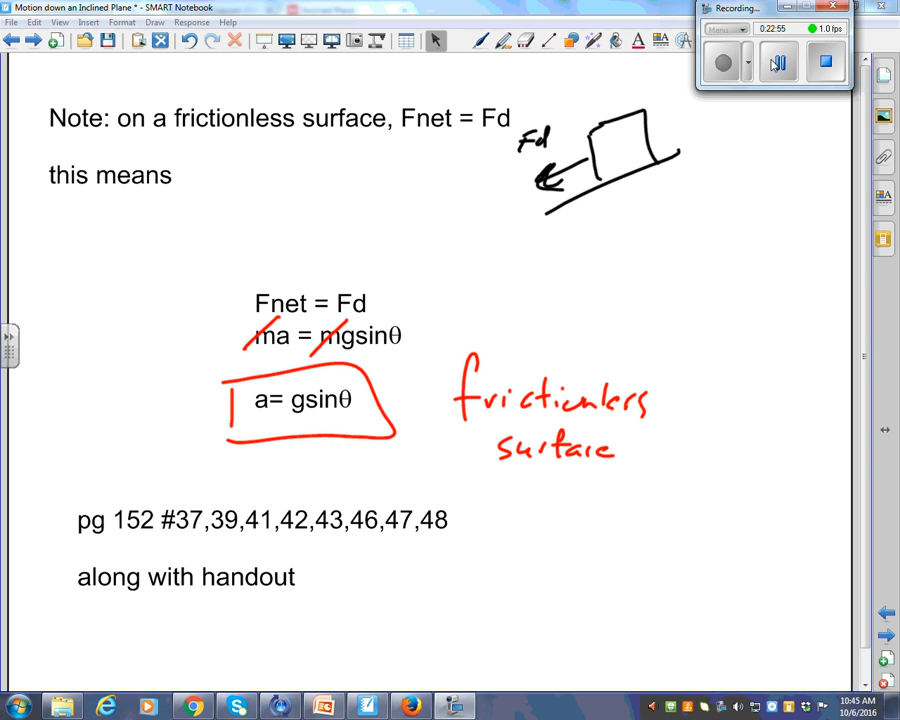 Motion down an Inclined Plane * - SMART Notebook
Recording...
File Edit View Insert Format Draw Response
Menu
0:22:55
1.0 fps
Note: on a frictionless surface, Fnet = Fd
Fd
this means
Fnet = Fd
ma = mgsinθ
a= gsinθ
frictionless
surface
pg 152 #37,39,41,42,43,46,47,48
along with handout
10:45 AM
10/6/2016